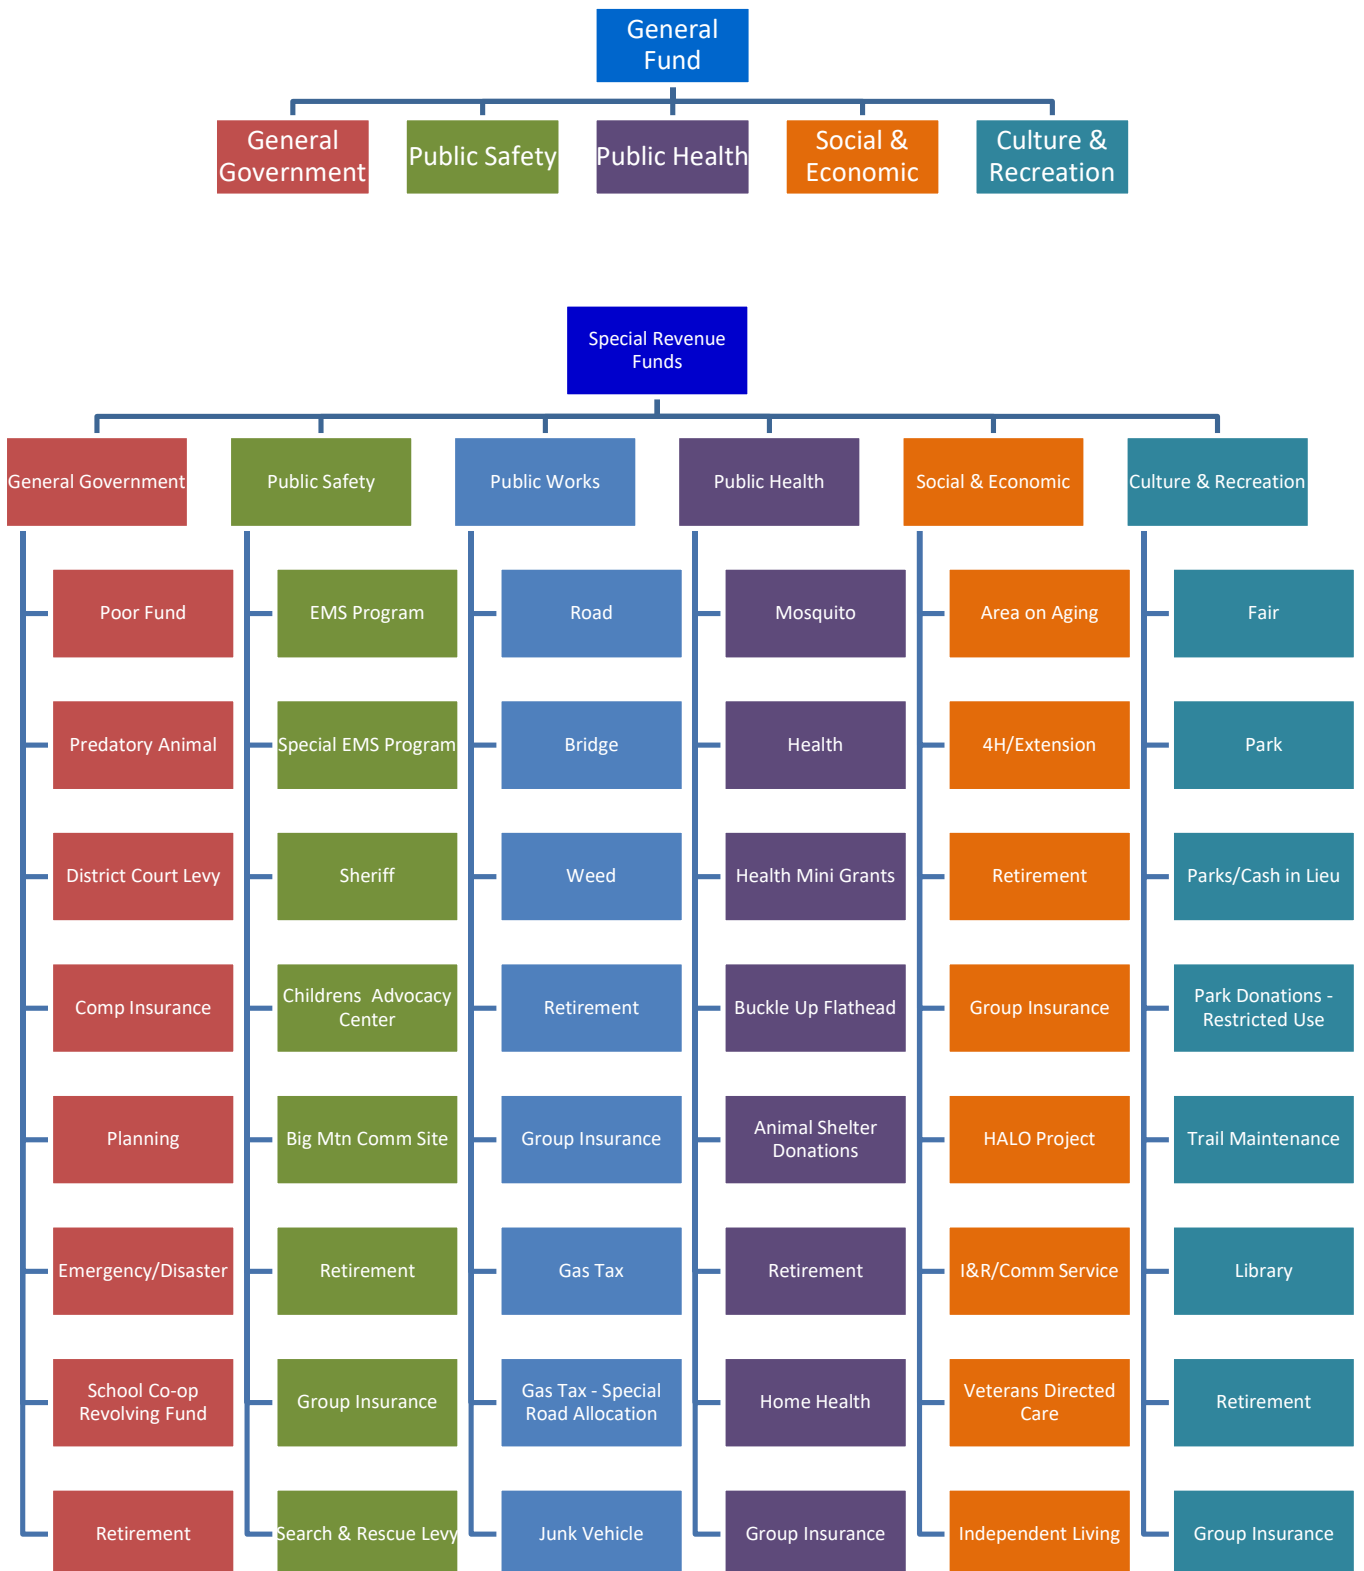 General
Fund
General
Government
Public Safety
Public Health
Social &
Economic
Culture &
Recreation
Special Revenue
Funds
General Government
Public Safety
Public Works
Public Health
Social & Economic
Culture & Recreation
Poor Fund
EMS Program
Road
Mosquito
Area on Aging
Fair
Predatory Animal
Special EMS Program
Bridge
Health
4H/Extension
Park
District Court Levy
Sheriff
Weed
Health Mini Grants
Retirement
Parks/Cash in Lieu
Comp Insurance
Childrens  Advocacy
Center
Retirement
Buckle Up Flathead
Group Insurance
Park Donations -
Restricted Use
Planning
Big Mtn Comm Site
Group Insurance
Animal Shelter
Donations
HALO Project
Trail Maintenance
Emergency/Disaster
Retirement
Gas Tax
Retirement
I&R/Comm Service
Library
School Co-op
Revolving Fund
Group Insurance
Gas Tax - Special
Road Allocation
Home Health
Veterans Directed
Care
Retirement
Retirement
Search & Rescue Levy
Junk Vehicle
Group Insurance
Independent Living
Group Insurance